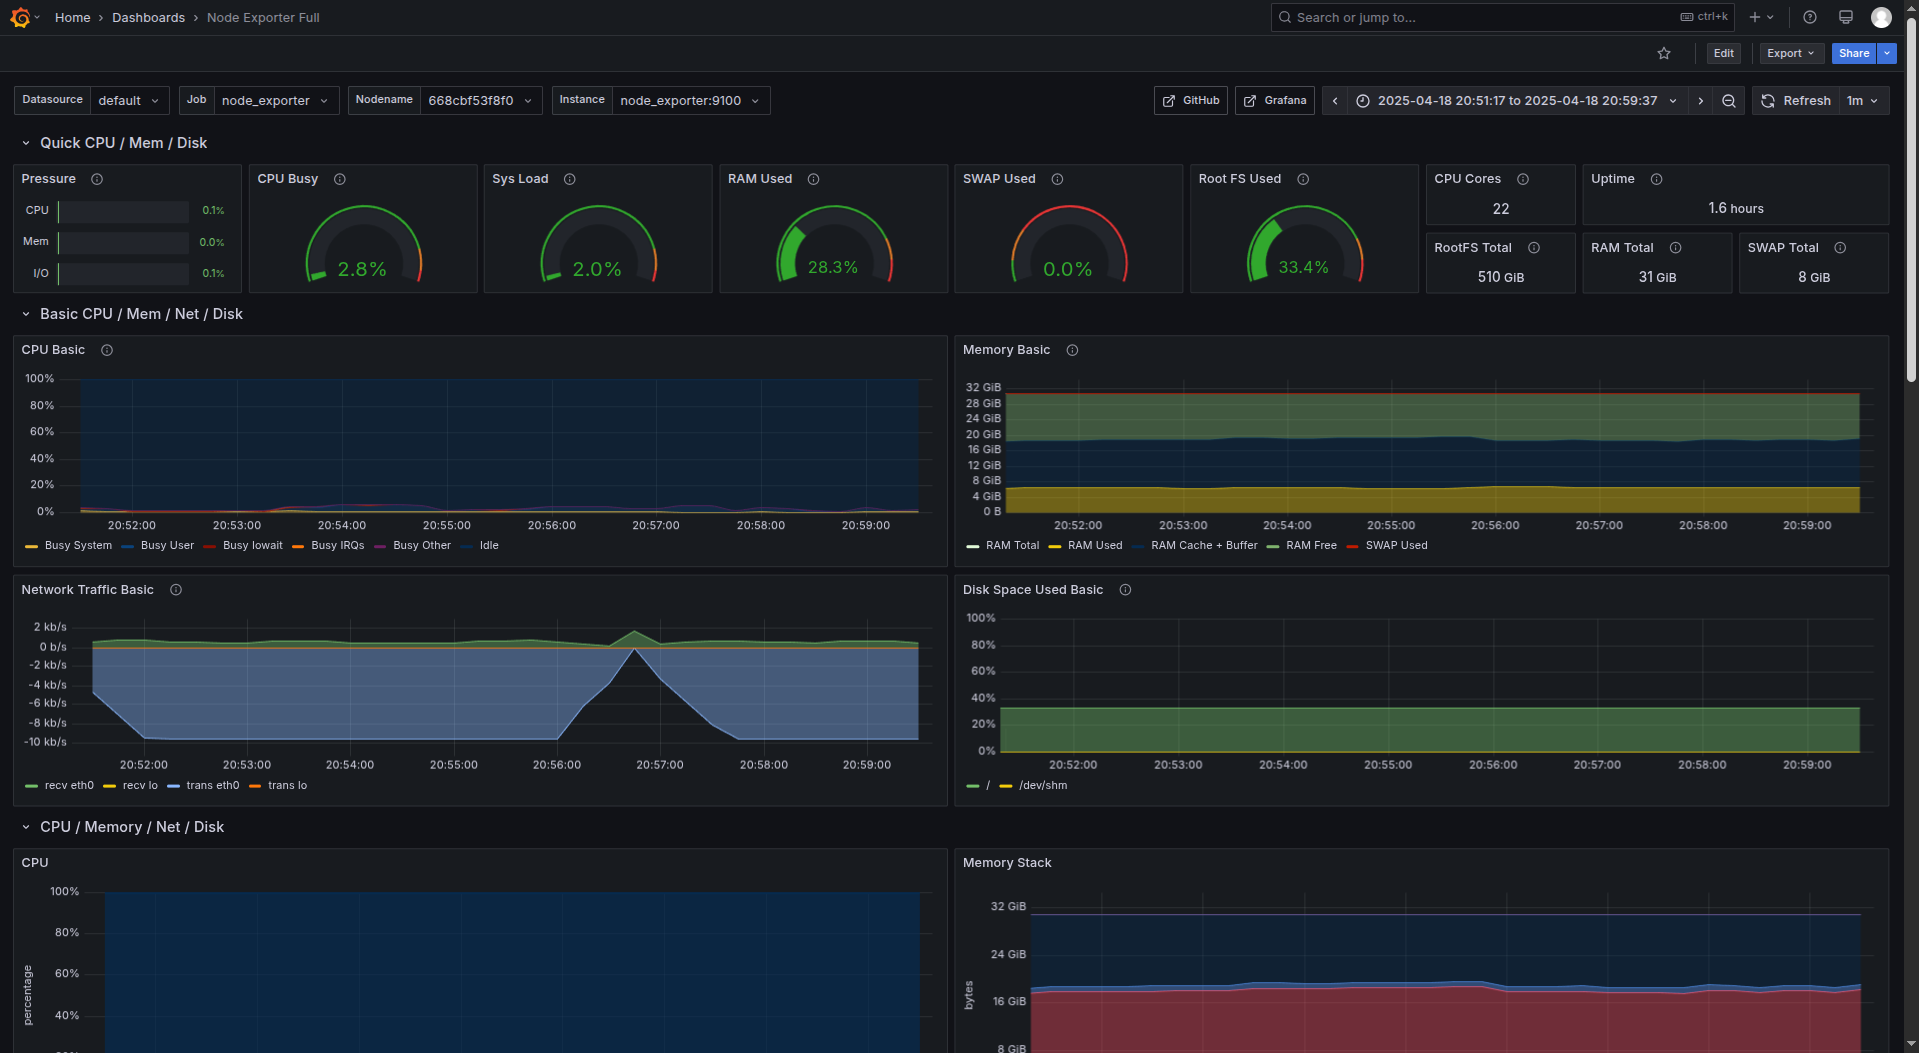 Home › Dashboards › Node Exporter Full
Search or jump to... ctrl+k
Edit Export Share
Datasource default Job node_exporter Nodename 668cbf53f8f0 Instance node_exporter:9100 GitHub Grafana 2025-04-18 20:51:17 to 2025-04-18 20:59:37 Refresh 1m
Quick CPU / Mem / Disk
Pressure
CPU 0.1%
Mem 0.0%
I/O 0.1%
CPU Busy
2.8%
Sys Load
2.0%
RAM Used
28.3%
SWAP Used
0.0%
Root FS Used
33.4%
CPU Cores
22
Uptime
1.6 hours
RootFS Total
510 GiB
RAM Total
31 GiB
SWAP Total
8 GiB
Basic CPU / Mem / Net / Disk
CPU Basic
100%
80%
60%
40%
20%
0%
20:52:00 20:53:00 20:54:00 20:55:00 20:56:00 20:57:00 20:58:00 20:59:00
Busy System Busy User Busy Iowait Busy IRQs Busy Other Idle
Memory Basic
32 GiB
28 GiB
24 GiB
20 GiB
16 GiB
12 GiB
8 GiB
4 GiB
0 B
20:52:00 20:53:00 20:54:00 20:55:00 20:56:00 20:57:00 20:58:00 20:59:00
RAM Total RAM Used RAM Cache + Buffer RAM Free SWAP Used
Network Traffic Basic
2 kb/s
0 b/s
-2 kb/s
-4 kb/s
-6 kb/s
-8 kb/s
-10 kb/s
20:52:00 20:53:00 20:54:00 20:55:00 20:56:00 20:57:00 20:58:00 20:59:00
recv eth0 recv lo trans eth0 trans lo
Disk Space Used Basic
100%
80%
60%
40%
20%
0%
20:52:00 20:53:00 20:54:00 20:55:00 20:56:00 20:57:00 20:58:00 20:59:00
/ /dev/shm
CPU / Memory / Net / Disk
CPU
100%
80%
60%
40%
percentage
Memory Stack
32 GiB
24 GiB
16 GiB
8 GiB
bytes